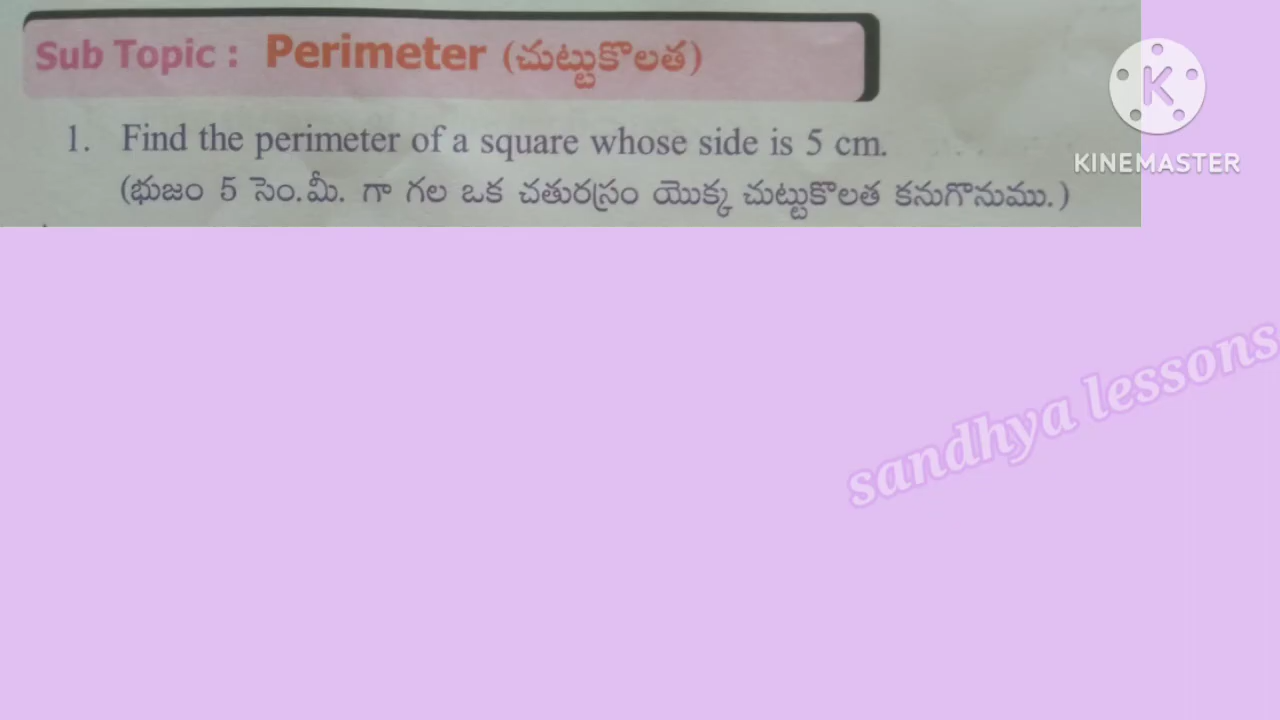 Sub Topic : Perimeter (చుట్టుకొలత)
KINEMASTER
1. Find the perimeter of a square whose side is 5 cm.
(భుజం 5 సెం.మీ. గా గల ఒక చతురస్రం యొక్క చుట్టుకొలత కనుగొనుము.)
sandhya lessons